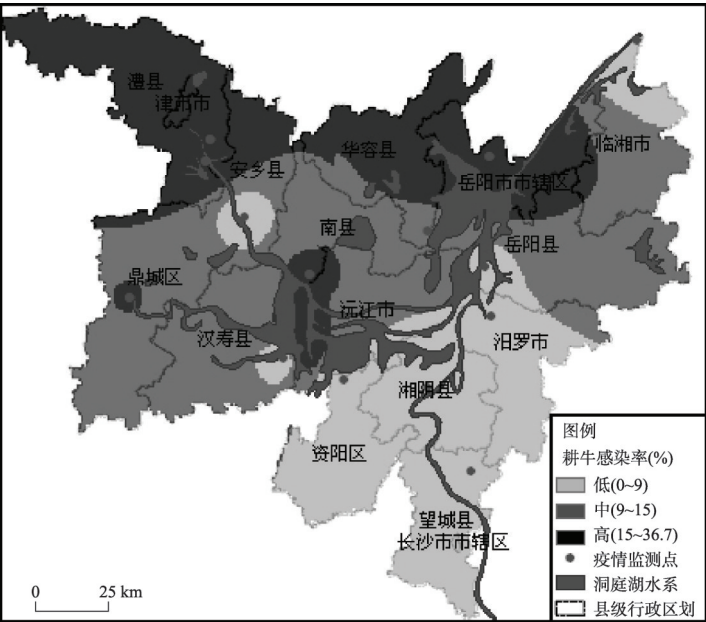 澧县
津市市
安乡县
华容县
临湘市
岳阳市市辖区
南县
岳阳县
鼎城区
沅江市
汉寿县
汨罗市
湘阴县
资阳区
望城县
长沙市市辖区
图例
耕牛感染率(%)
低(0~9)
中(9~15)
高(15~36.7)
疫情监测点
洞庭湖水系
县级行政区划
0 25 km